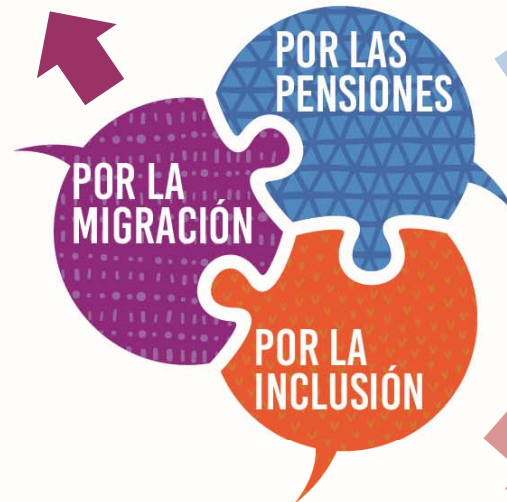 POR LAS
PENSIONES
POR LA
MIGRACIÓN
POR LA
INCLUSIÓN